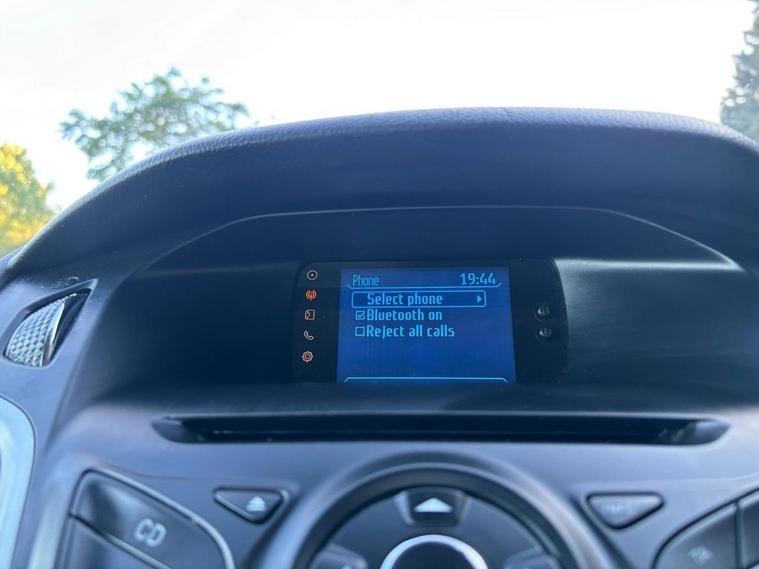 Phone 19:44
Select phone
Bluetooth on
Reject all calls
CD